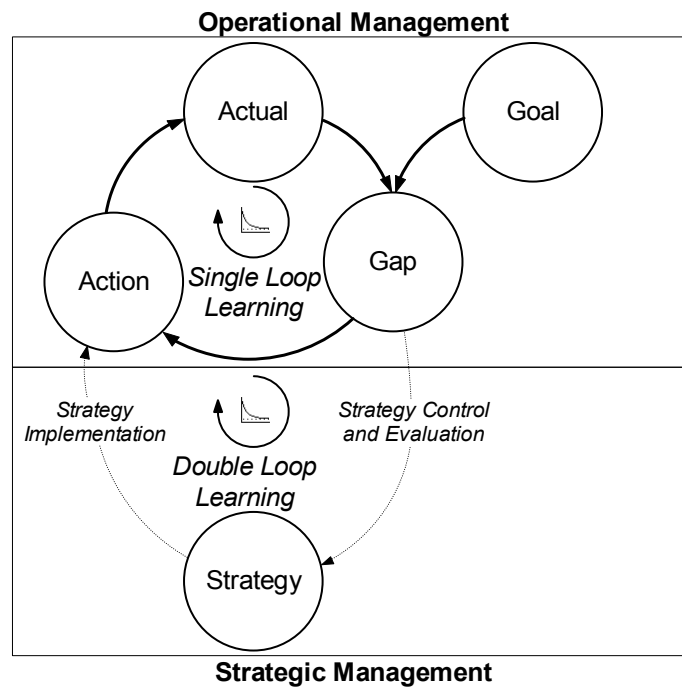 Operational Management
Actual
Goal
Gap
Action
Single Loop
Learning
Strategy
Implementation
Strategy Control
and Evaluation
Double Loop
Learning
Strategy
Strategic Management